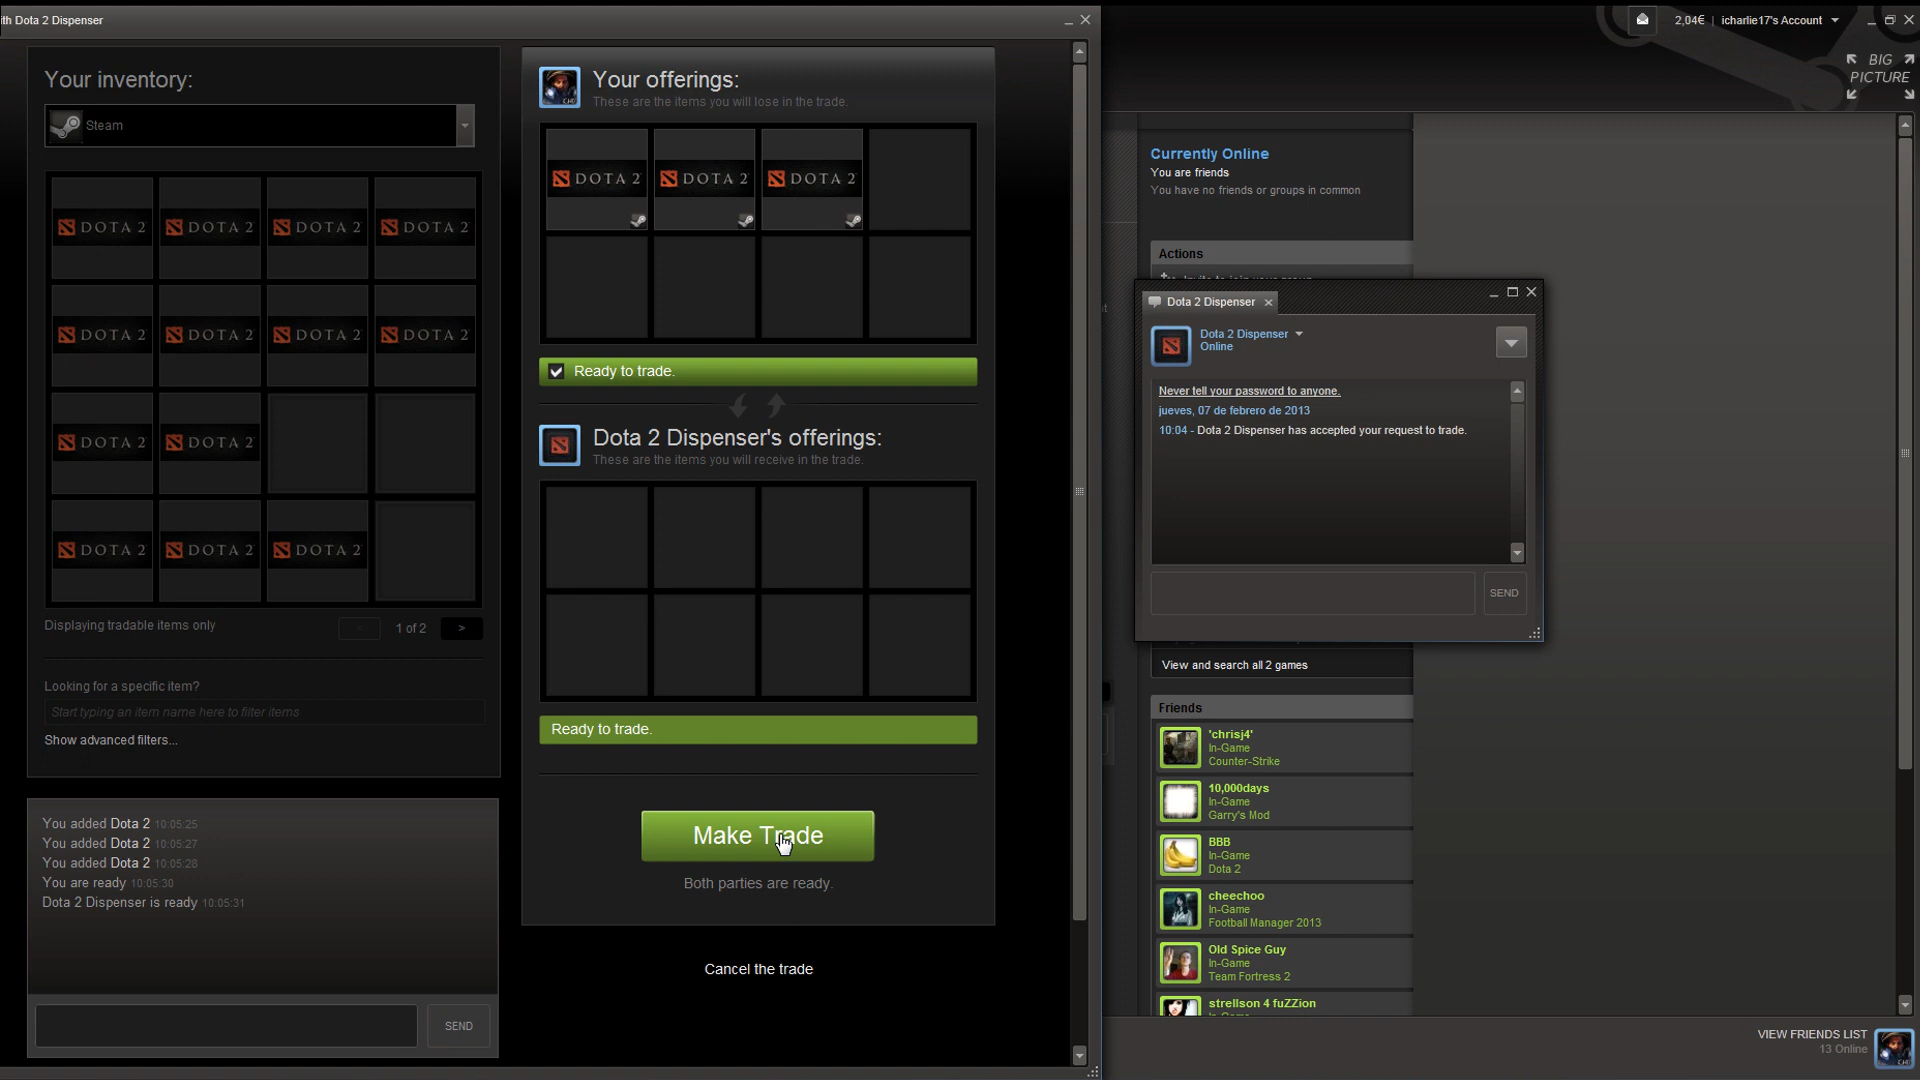 ith Dota 2 Dispenser
2,04€ | icharlie17's Account
BIG
PICTURE
Your inventory:
Steam
DOTA 2 DOTA 2 DOTA 2 DOTA 2
DOTA 2 DOTA 2 DOTA 2 DOTA 2
DOTA 2 DOTA 2
DOTA 2 DOTA 2 DOTA 2
Displaying tradable items only
< 1 of 2 >
Looking for a specific item?
Start typing an item name here to filter items
Show advanced filters...
You added Dota 2 10:05:25
You added Dota 2 10:05:27
You added Dota 2 10:05:28
You are ready 10:05:30
Dota 2 Dispenser is ready 10:05:31
SEND
Your offerings:
These are the items you will lose in the trade.
DOTA 2 DOTA 2 DOTA 2
Ready to trade.
Dota 2 Dispenser's offerings:
These are the items you will receive in the trade.
Ready to trade.
Make Trade
Both parties are ready.
Cancel the trade
Currently Online
You are friends
You have no friends or groups in common
Actions
Dota 2 Dispenser
Dota 2 Dispenser
Online
Never tell your password to anyone.
jueves, 07 de febrero de 2013
10:04 - Dota 2 Dispenser has accepted your request to trade.
SEND
View and search all 2 games
Friends
'chrisj4'
In-Game
Counter-Strike
10,000days
In-Game
Garry's Mod
BBB
In-Game
Dota 2
cheechoo
In-Game
Football Manager 2013
Old Spice Guy
In-Game
Team Fortress 2
strellson 4 fuZZion
VIEW FRIENDS LIST
13 Online